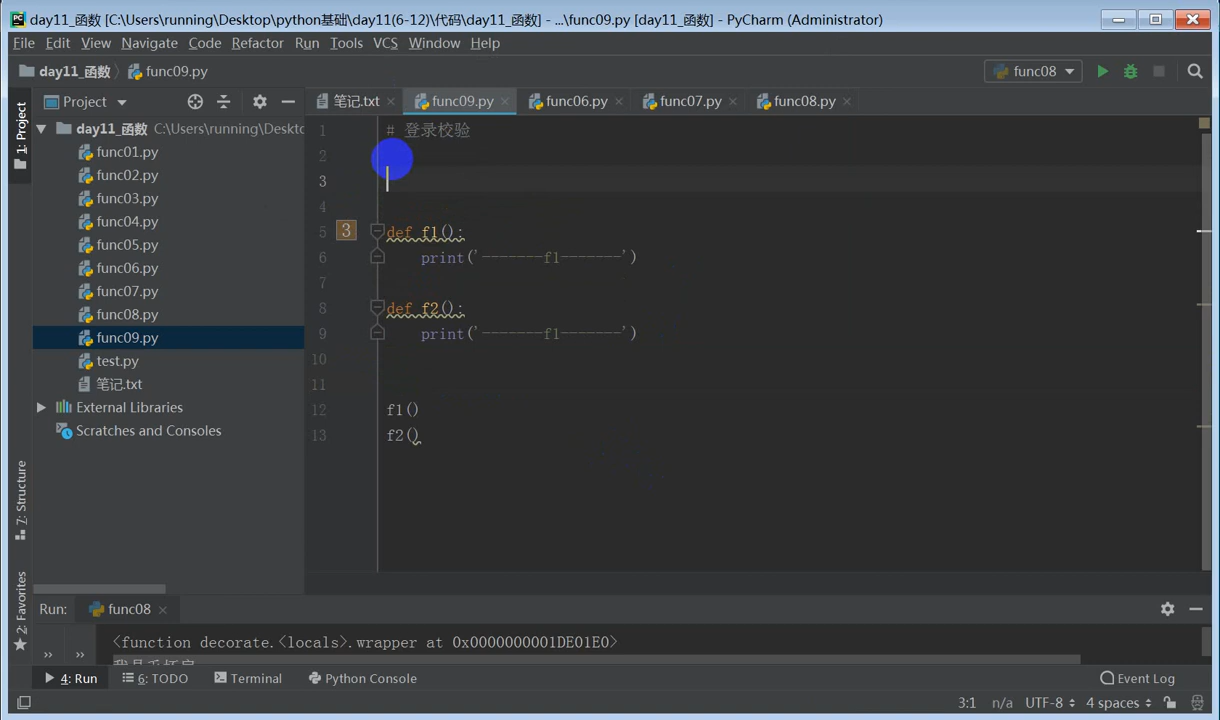 day11_函数 [C:\Users\running\Desktop\python基础\day11(6-12)\代码\day11_函数] - ...\func09.py [day11_函数] - PyCharm (Administrator)
File Edit View Navigate Code Refactor Run Tools VCS Window Help
day11_函数 func09.py func08
1: Project
Project
笔记.txt func09.py func06.py func07.py func08.py
day11_函数 C:\Users\running\Deskto
func01.py
func02.py
func03.py
func04.py
func05.py
func06.py
func07.py
func08.py
func09.py
test.py
笔记.txt
External Libraries
Scratches and Consoles
1 # 登录校验
2
3
4
3 5 def f1():
6 print('-------f1-------')
7
8 def f2():
9 print('-------f1-------')
10
11
12 f1()
13 f2()
7: Structure
2: Favorites
Run: func08
<function decorate.<locals>.wrapper at 0x0000000001DE01E0>
4: Run 6: TODO Terminal Python Console Event Log
3:1 n/a UTF-8 4 spaces